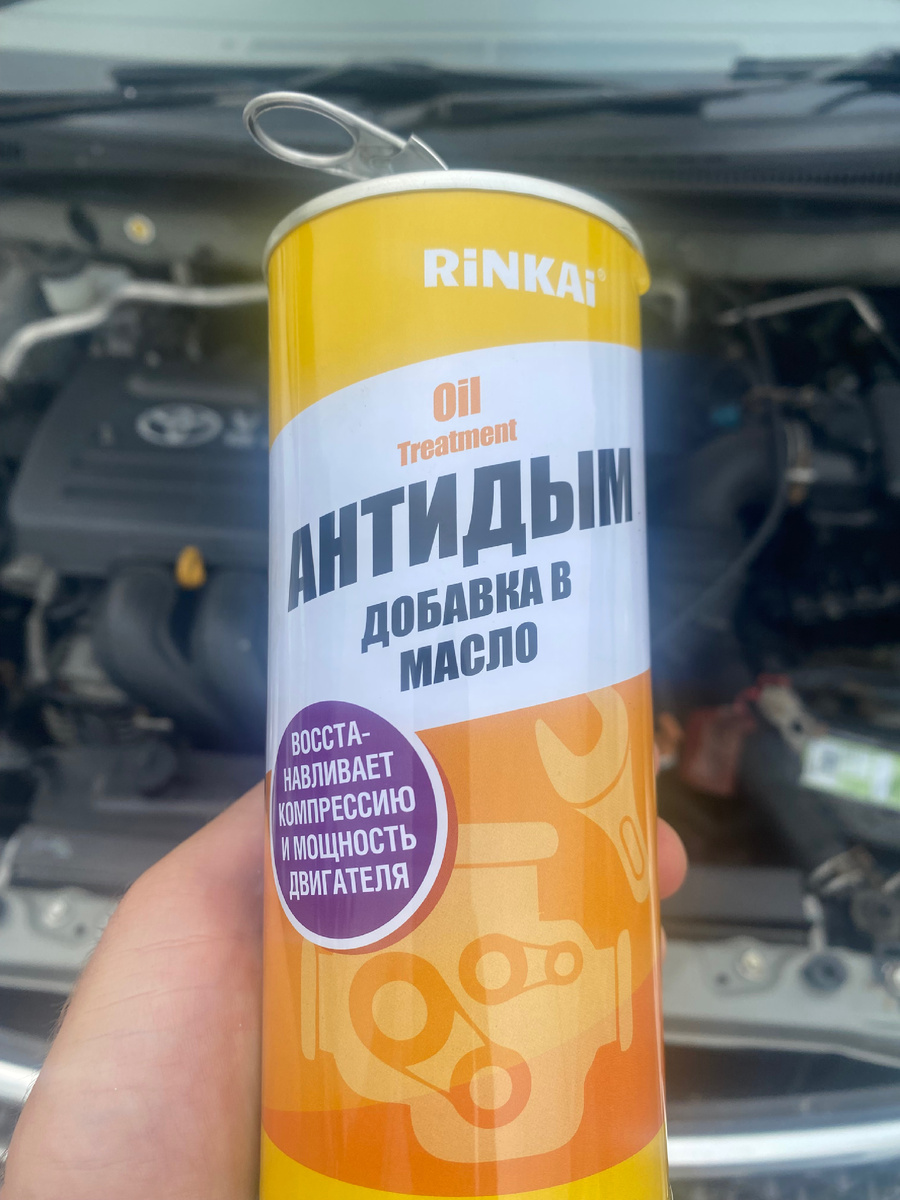 RiNKAi®
Oil
Treatment
АНТИДЫМ
ДОБАВКА В
МАСЛО
ВОССТА-
НАВЛИВАЕТ
КОМПРЕССИЮ
И МОЩНОСТЬ
ДВИГАТЕЛЯ